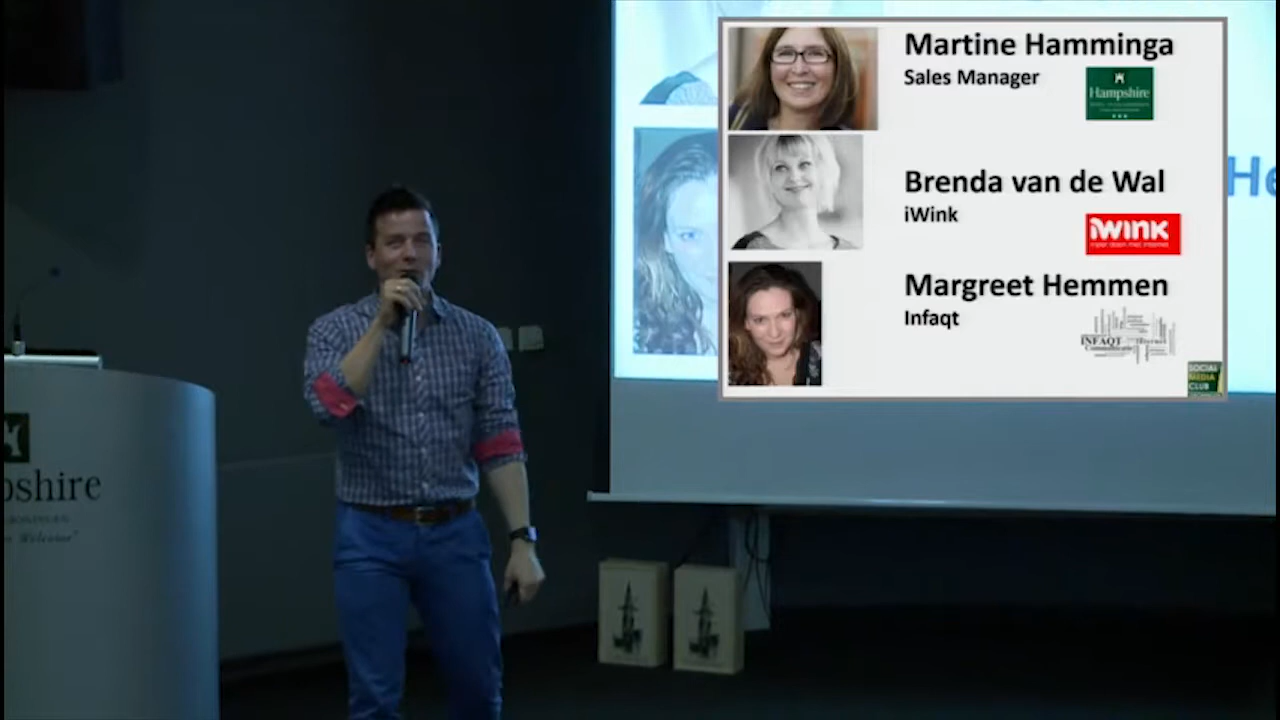 Martine Hamminga
Sales Manager
Hampshire
Brenda van de Wal
iWink
iwink
Margreet Hemmen
Infaqt
INFAQT
SOCIAL
MEDIA
CLUB
He
pshire
Welcome"